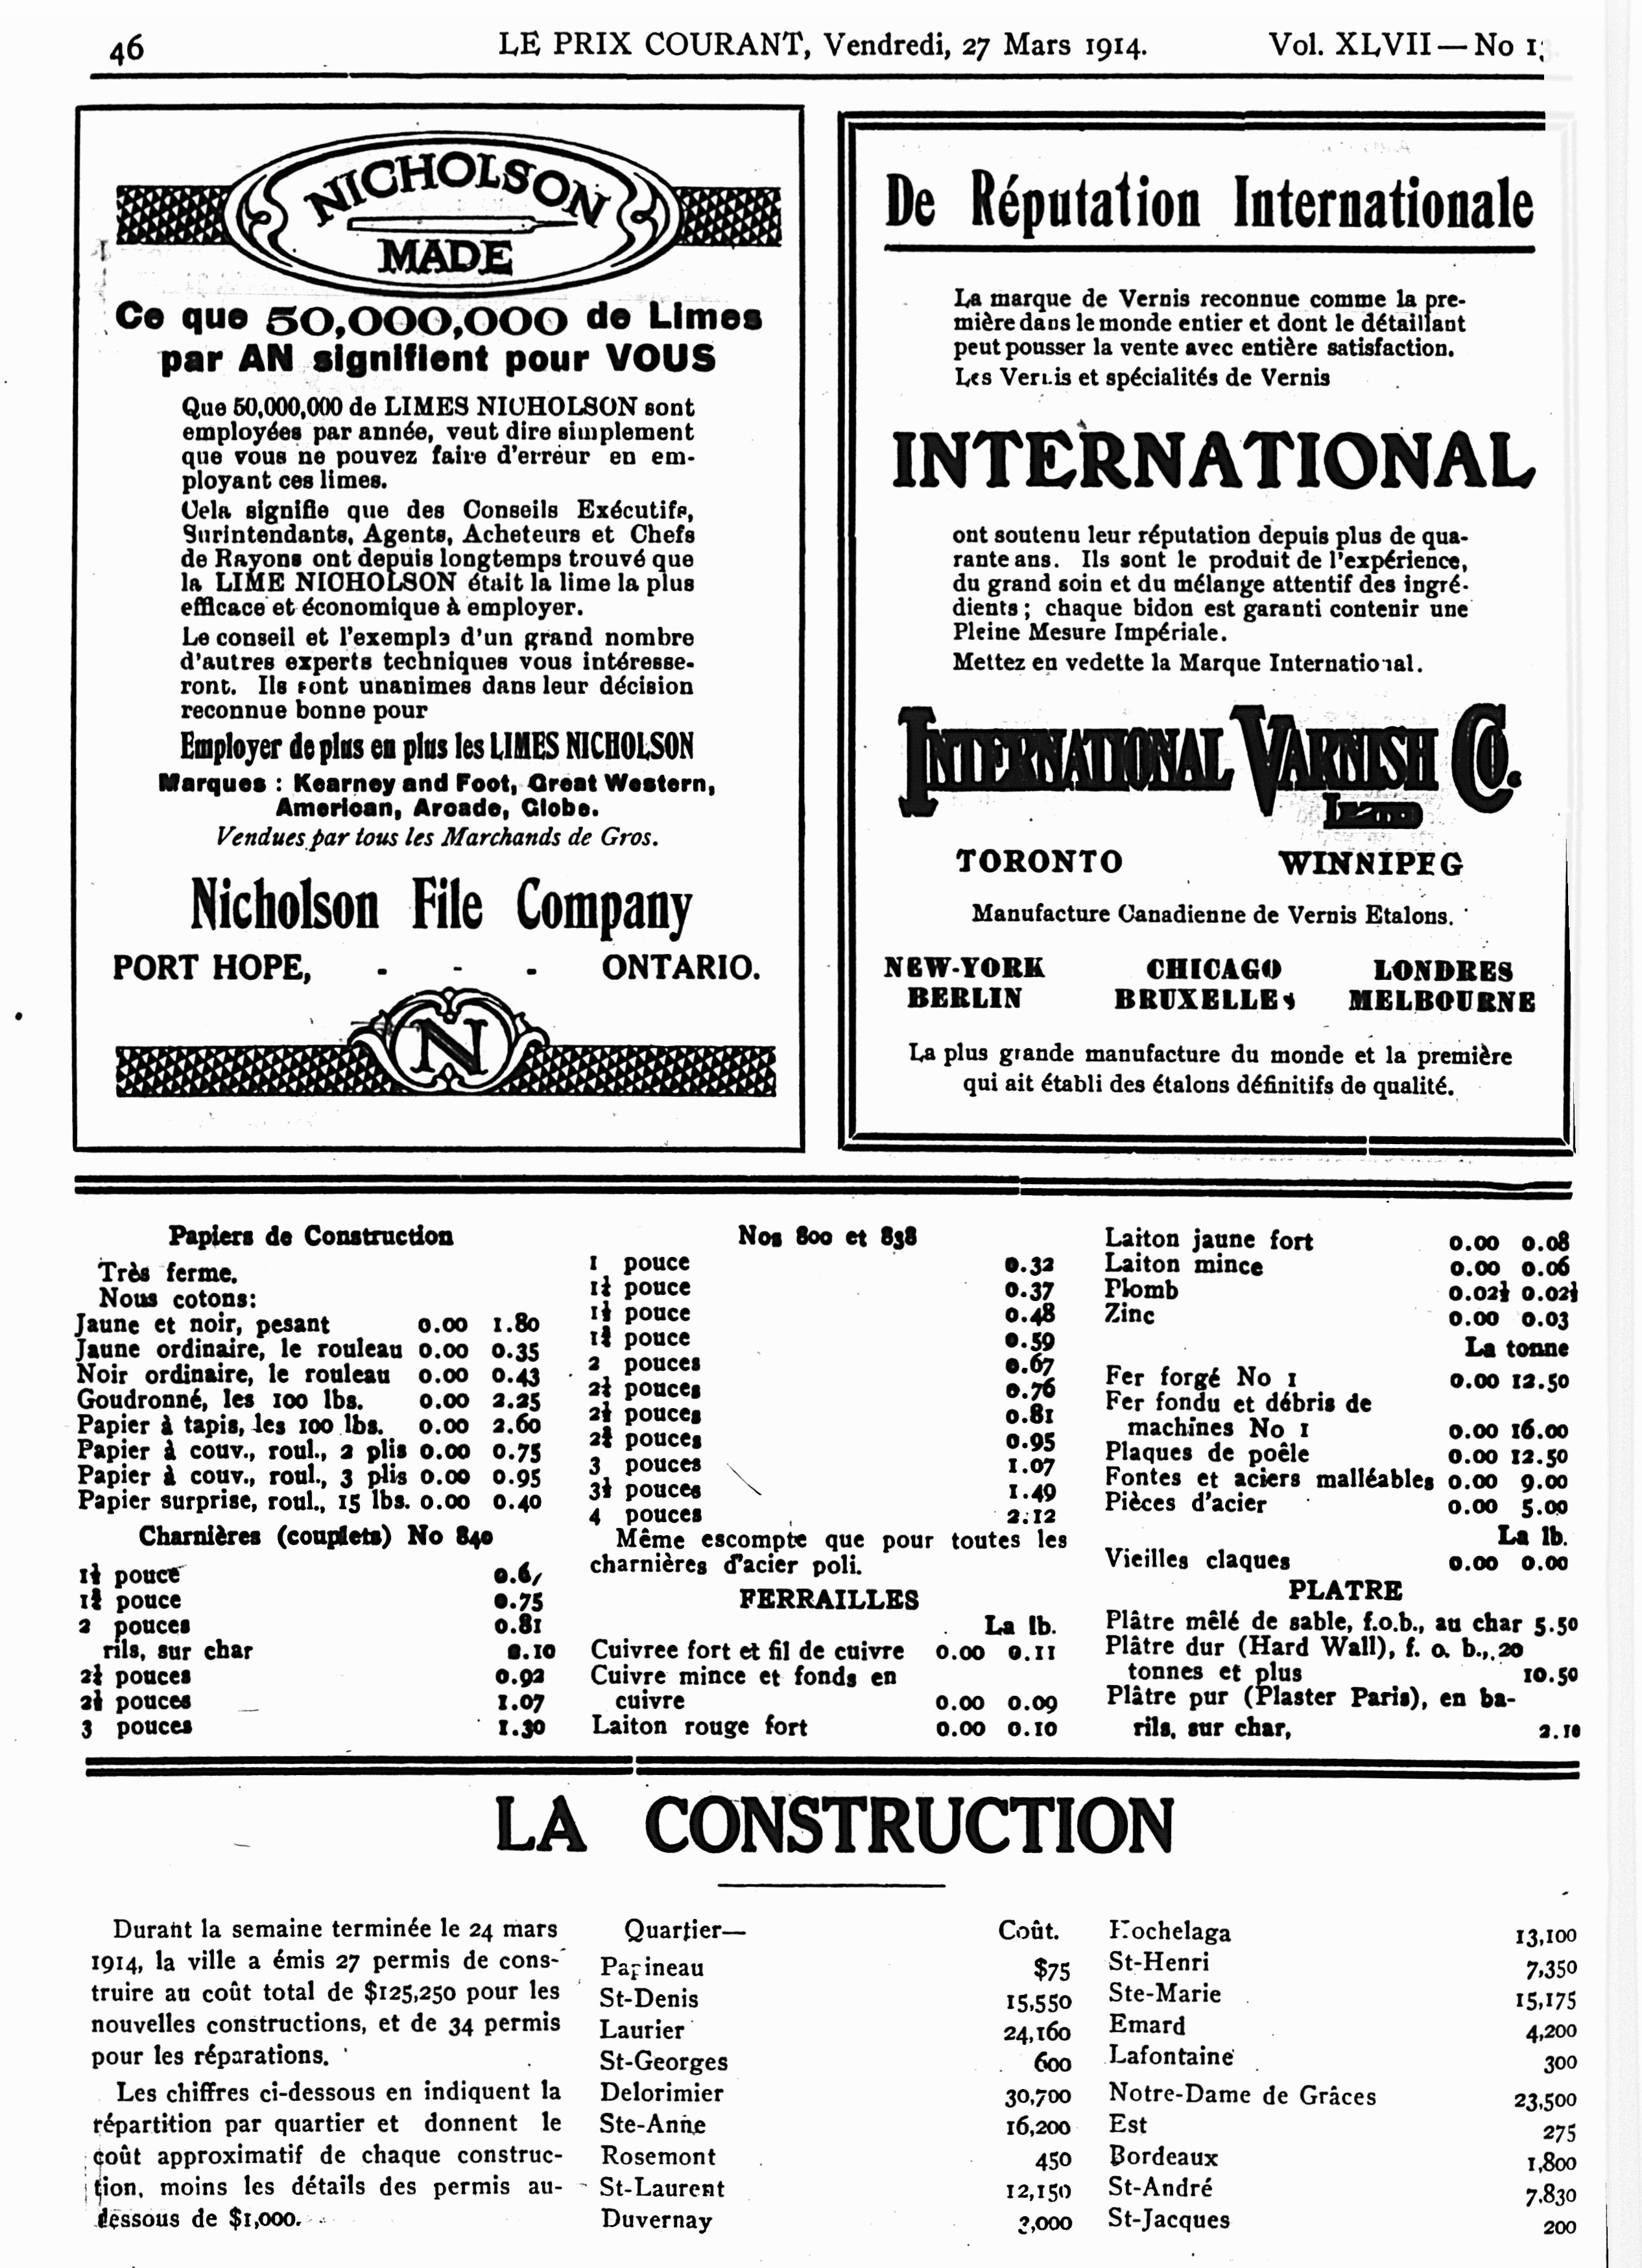 46
LE PRIX COURANT, Vendredi, 27 Mars 1914.
Vol. XLVII — No
NICHOLSON
MADE
Ce que 50,000,000 de Limes
par AN signifient pour VOUS
Que 50,000,000 de LIMES NICHOLSON sont
employées par année, veut dire simplement
que vous ne pouvez faire d'erreur en em-
ployant ces limes.
Cela signifie que des Conseils Exécutifs,
Surintendants, Agents, Acheteurs et Chefs
de Rayons ont depuis longtemps trouvé que
la LIME NICHOLSON était la lime la plus
efficace et économique à employer.
Le conseil et l'exemple d'un grand nombre
d'autres experts techniques vous intéresse-
ront. Ils sont unanimes dans leur décision
reconnue bonne pour
Employer de plus en plus les LIMES NICHOLSON
Marques : Kearney and Foot, Great Western,
American, Arcade, Globe.
Vendues par tous les Marchands de Gros.
Nicholson File Company
PORT HOPE, - - - ONTARIO.
N
De Réputation Internationale
La marque de Vernis reconnue comme la pre-
mière dans le monde entier et dont le détaillant
peut pousser la vente avec entière satisfaction.
Les Vernis et spécialités de Vernis
INTERNATIONAL
ont soutenu leur réputation depuis plus de qua-
rante ans. Ils sont le produit de l'expérience,
du grand soin et du mélange attentif des ingré-
dients ; chaque bidon est garanti contenir une
Pleine Mesure Impériale.
Mettez en vedette la Marque International.
INTERNATIONAL VARNISH CO.
LIMITED
TORONTO WINNIPEG
Manufacture Canadienne de Vernis Etalons.
NEW-YORK CHICAGO LONDRES
BERLIN BRUXELLES MELBOURNE
La plus grande manufacture du monde et la première
qui ait établi des étalons définitifs de qualité.
Papiers de Construction
Très ferme.
Nous cotons:
Jaune et noir, pesant 0.00 1.80
Jaune ordinaire, le rouleau 0.00 0.35
Noir ordinaire, le rouleau 0.00 0.43
Goudronné, les 100 lbs. 0.00 2.25
Papier à tapis, les 100 lbs. 0.00 2.60
Papier à couv., roul., 2 plis 0.00 0.75
Papier à couv., roul., 3 plis 0.00 0.95
Papier surprise, roul., 15 lbs. 0.00 0.40
Charnières (couplets) No 840
1½ pouce
1¾ pouce 0.75
2 pouces 0.81
rils, sur char 0.10
2¼ pouces 0.92
2½ pouces 1.07
3 pouces 1.30
Nos 800 et 838
1 pouce 0.32
1¼ pouce 0.37
1½ pouce 0.48
1¾ pouce 0.59
2 pouces 0.67
2¼ pouces 0.76
2½ pouces 0.81
2¾ pouces 0.95
3 pouces 1.07
3½ pouces 1.49
4 pouces 2.12
Même escompte que pour toutes les
charnières d'acier poli.
FERRAILLES
La lb.
Cuivree fort et fil de cuivre 0.00 0.11
Cuivre mince et fonds en
cuivre 0.00 0.09
Laiton rouge fort 0.00 0.10
Laiton jaune fort 0.00 0.08
Laiton mince 0.00 0.06
Plomb
Zinc 0.00 0.03
La tonne
Fer forgé No 1 0.00 12.50
Fer fondu et débris de
machines No 1 0.00 16.00
Plaques de poêle 0.00 12.50
Fontes et aciers malléables 0.00 9.00
Pièces d'acier 0.00 5.00
La lb.
Vieilles claques 0.00 0.00
PLATRE
Plâtre mêlé de sable, f.o.b., au char 5.50
Plâtre dur (Hard Wall), f. o. b., 20
tonnes et plus 10.50
Plâtre pur (Plaster Paris), en ba-
rils, sur char, 2.10
LA CONSTRUCTION
Durant la semaine terminée le 24 mars
1914, la ville a émis 27 permis de cons-
truire au coût total de $125,250 pour les
nouvelles constructions, et de 34 permis
pour les réparations.
Les chiffres ci-dessous en indiquent la
répartition par quartier et donnent le
coût approximatif de chaque construc-
tion, moins les détails des permis au-
dessous de $1,000.
Quartier— Coût.
Papineau $75
St-Denis 15,550
Laurier 24,160
St-Georges 600
Delorimier 30,700
Ste-Anne 16,200
Rosemont 450
St-Laurent 12,150
Duvernay
Hochelaga 13,100
St-Henri 7,350
Ste-Marie 15,175
Emard 4,200
Lafontaine 300
Notre-Dame de Grâces 23,500
Est 275
Bordeaux 1,800
St-André 7,830
St-Jacques 200